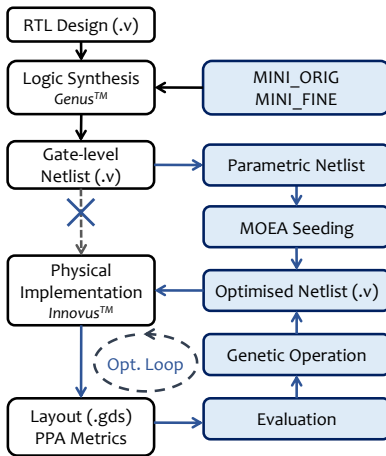 RTL Design (.v)
Logic Synthesis
Genus™
MINI_ORIG
MINI_FINE
Gate-level
Netlist (.v)
Parametric Netlist
MOEA Seeding
Physical
Implementation
Innovus™
Optimised Netlist (.v)
Opt. Loop
Genetic Operation
Layout (.gds)
PPA Metrics
Evaluation